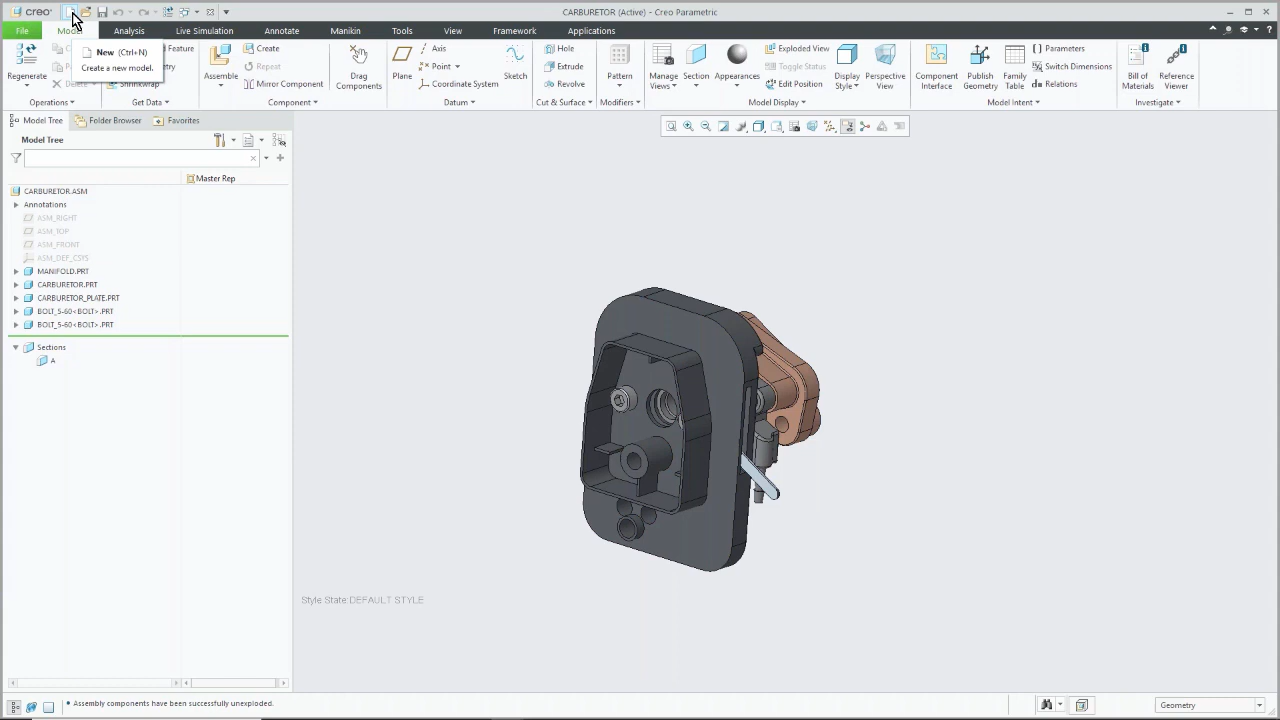 creo
CARBURETOR (Active) - Creo Parametric
File
Model
Analysis
Live Simulation
Annotate
Manikin
Tools
View
Framework
Applications
New (Ctrl+N)
Create a new model.
Regenerate
Feature
Shrinkwrap
Delete
Assemble
Create
Repeat
Mirror Component
Drag
Components
Plane
Axis
Point
Coordinate System
Sketch
Hole
Extrude
Revolve
Pattern
Manage
Views
Section
Appearances
Exploded View
Toggle Status
Edit Position
Display
Style
Perspective
View
Component
Interface
Publish
Geometry
Family
Table
Parameters
Switch Dimensions
Relations
Bill of
Materials
Reference
Viewer
Operations
Get Data
Component
Datum
Cut & Surface
Modifiers
Model Display
Model Intent
Investigate
Model Tree
Folder Browser
Favorites
Model Tree
Master Rep
CARBURETOR.ASM
Annotations
ASM_RIGHT
ASM_TOP
ASM_FRONT
ASM_DEF_CSYS
MANIFOLD.PRT
CARBURETOR.PRT
CARBURETOR_PLATE.PRT
BOLT_5-60<BOLT>.PRT
BOLT_5-60<BOLT>.PRT
Sections
A
Style State:DEFAULT STYLE
• Assembly components have been successfully unexploded.
Geometry